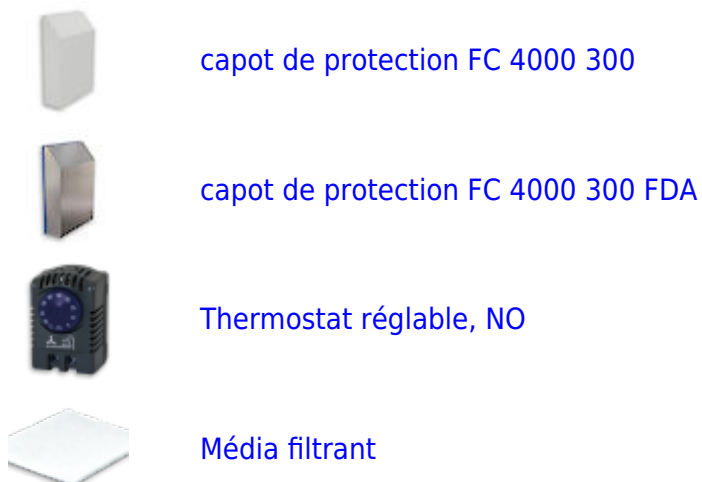 capot de protection FC 4000 300
capot de protection FC 4000 300 FDA
Thermostat réglable, NO
Média filtrant